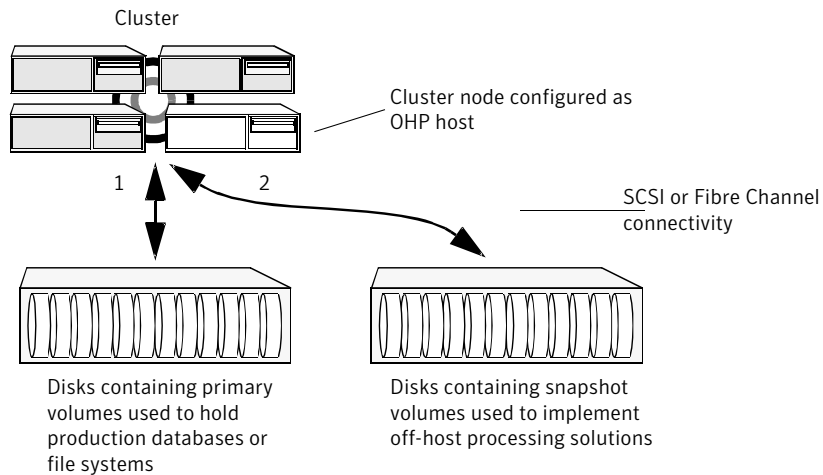 Cluster
Cluster node configured as
OHP host
1
2
SCSI or Fibre Channel
connectivity
Disks containing primary
volumes used to hold
production databases or
file systems
Disks containing snapshot
volumes used to implement
off-host processing solutions